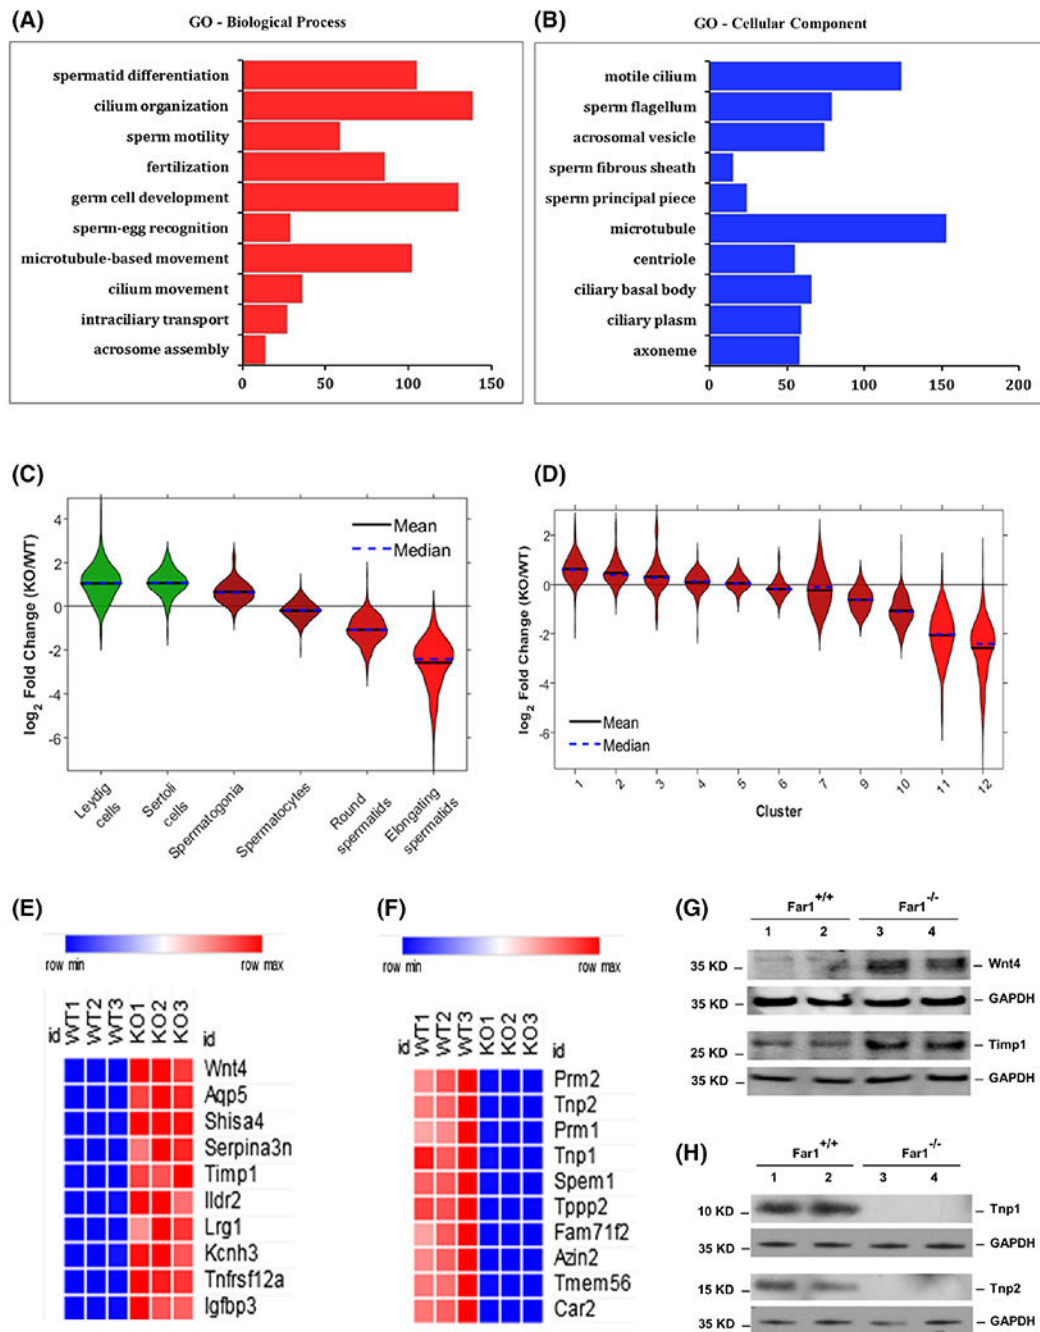 (A)
GO - Biological Process
spermatid differentiation
cilium organization
sperm motility
fertilization
germ cell development
sperm-egg recognition
microtubule-based movement
cilium movement
intraciliary transport
acrosome assembly
0 50 100 150
(B)
GO - Cellular Component
motile cilium
sperm flagellum
acrosomal vesicle
sperm fibrous sheath
sperm principal piece
microtubule
centriole
ciliary basal body
ciliary plasm
axoneme
0 50 100 150 200
(C)
log2 Fold Change (KO/WT)
4
2
0
-2
-4
-6
Mean
Median
Leydig cells
Sertoli cells
Spermatogonia
Spermatocytes
Round spermatids
Elongating spermatids
(D)
log2 Fold Change (KO/WT)
2
0
-2
-4
-6
Mean
Median
1 2 3 4 5 6 7 9 10 11 12
Cluster
(E)
row min row max
id WT1 WT2 WT3 KO1 KO2 KO3 id
Wnt4
Aqp5
Shisa4
Serpina3n
Timp1
Ildr2
Lrg1
Kcnh3
Tnfrsf12a
Igfbp3
(F)
row min row max
id WT1 WT2 WT3 KO1 KO2 KO3 id
Prm2
Tnp2
Prm1
Tnp1
Spem1
Tppp2
Fam71f2
Azin2
Tmem56
Car2
(G)
Far1+/+ Far1-/-
1 2 3 4
35 KD – – Wnt4
35 KD – – GAPDH
25 KD – – Timp1
35 KD – – GAPDH
(H)
Far1+/+ Far1-/-
1 2 3 4
10 KD – – Tnp1
35 KD – – GAPDH
15 KD – – Tnp2
35 KD – – GAPDH